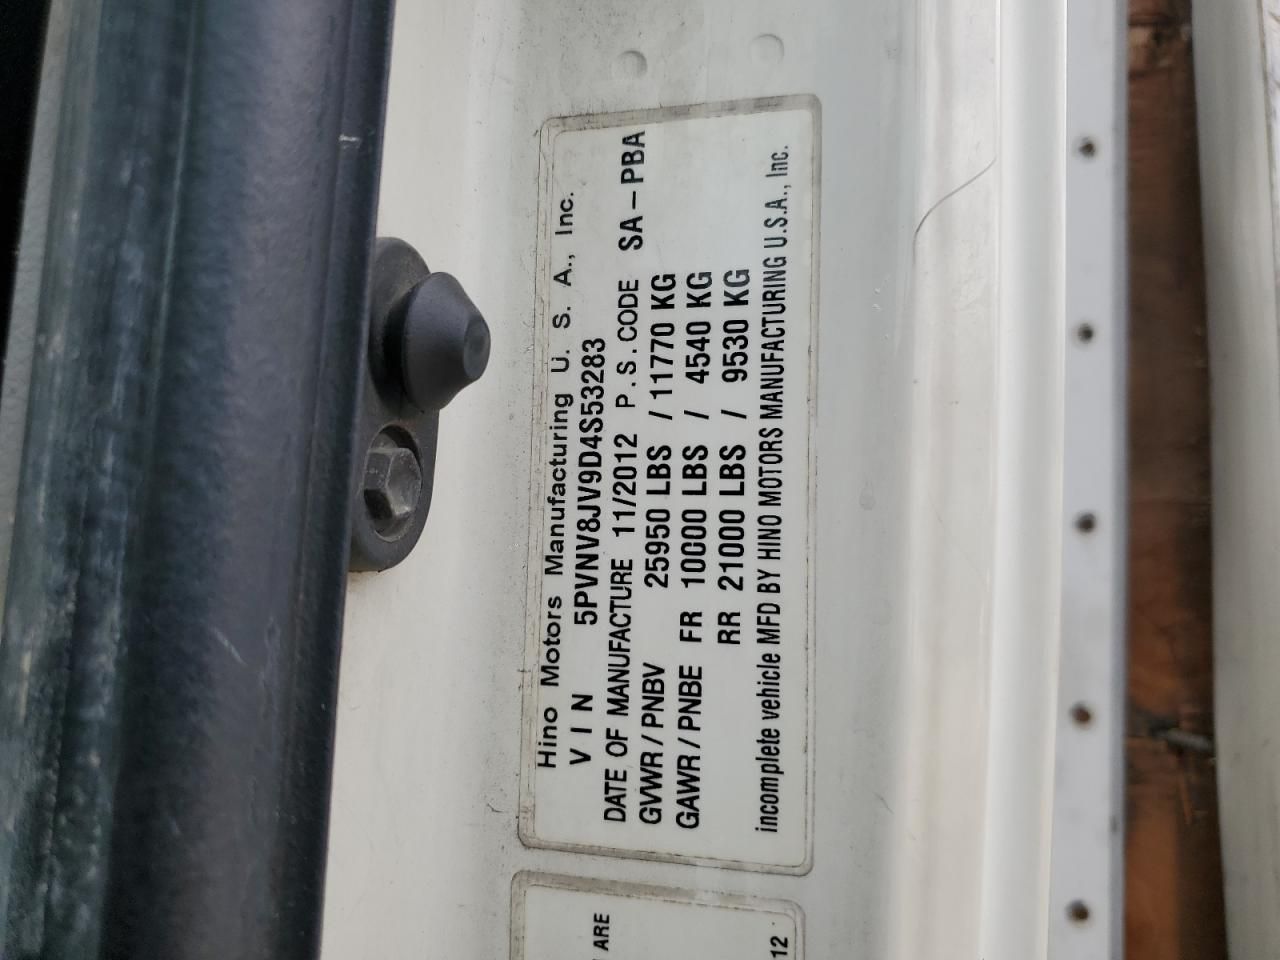 Hino Motors Manufacturing U. S. A., Inc.
V I N 5PVNV8JV9D4S53283
DATE OF MANUFACTURE 11/2012 P.S.CODE SA – PBA
GVWR / PNBV 25950 LBS / 11770 KG
GAWR / PNBE FR 10000 LBS / 4540 KG
RR 21000 LBS / 9530 KG
incomplete vehicle MFD BY HINO MOTORS MANUFACTURING U.S.A., Inc.
ARE
12